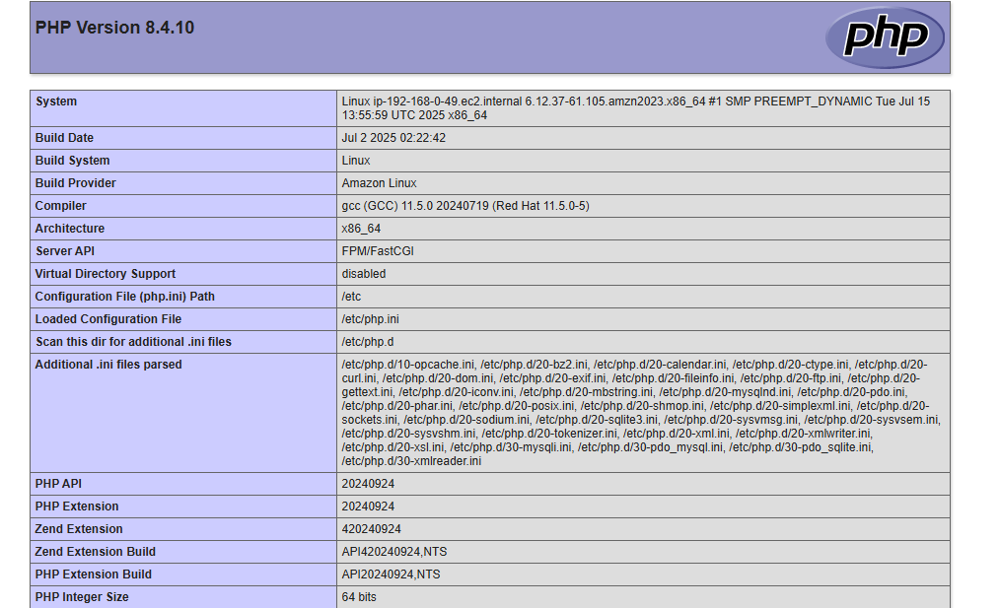 PHP Version 8.4.10
php
System Linux ip-192-168-0-49.ec2.internal 6.12.37-61.105.amzn2023.x86_64 #1 SMP PREEMPT_DYNAMIC Tue Jul 15
13:55:59 UTC 2025 x86_64
Build Date Jul 2 2025 02:22:42
Build System Linux
Build Provider Amazon Linux
Compiler gcc (GCC) 11.5.0 20240719 (Red Hat 11.5.0-5)
Architecture x86_64
Server API FPM/FastCGI
Virtual Directory Support disabled
Configuration File (php.ini) Path /etc
Loaded Configuration File /etc/php.ini
Scan this dir for additional .ini files /etc/php.d
Additional .ini files parsed /etc/php.d/10-opcache.ini, /etc/php.d/20-bz2.ini, /etc/php.d/20-calendar.ini, /etc/php.d/20-ctype.ini, /etc/php.d/20-
curl.ini, /etc/php.d/20-dom.ini, /etc/php.d/20-exif.ini, /etc/php.d/20-fileinfo.ini, /etc/php.d/20-ftp.ini, /etc/php.d/20-
gettext.ini, /etc/php.d/20-iconv.ini, /etc/php.d/20-mbstring.ini, /etc/php.d/20-mysqlnd.ini, /etc/php.d/20-pdo.ini,
/etc/php.d/20-phar.ini, /etc/php.d/20-posix.ini, /etc/php.d/20-shmop.ini, /etc/php.d/20-simplexml.ini, /etc/php.d/20-
sockets.ini, /etc/php.d/20-sodium.ini, /etc/php.d/20-sqlite3.ini, /etc/php.d/20-sysvmsg.ini, /etc/php.d/20-sysvsem.ini,
/etc/php.d/20-sysvshm.ini, /etc/php.d/20-tokenizer.ini, /etc/php.d/20-xml.ini, /etc/php.d/20-xmlwriter.ini,
/etc/php.d/20-xsl.ini, /etc/php.d/30-mysqli.ini, /etc/php.d/30-pdo_mysql.ini, /etc/php.d/30-pdo_sqlite.ini,
/etc/php.d/30-xmlreader.ini
PHP API 20240924
PHP Extension 20240924
Zend Extension 420240924
Zend Extension Build API420240924,NTS
PHP Extension Build API20240924,NTS
PHP Integer Size 64 bits